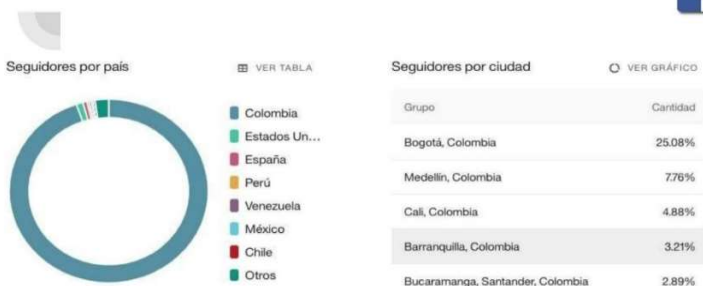 Seguidores por país
VER TABLA
Colombia
Estados Un...
España
Perú
Venezuela
México
Chile
Otros
Seguidores por ciudad
VER GRÁFICO
Grupo Cantidad
Bogotá, Colombia 25.08%
Medellín, Colombia 7.76%
Cali, Colombia 4.88%
Barranquilla, Colombia 3.21%
Bucaramanga, Santander, Colombia 2.89%